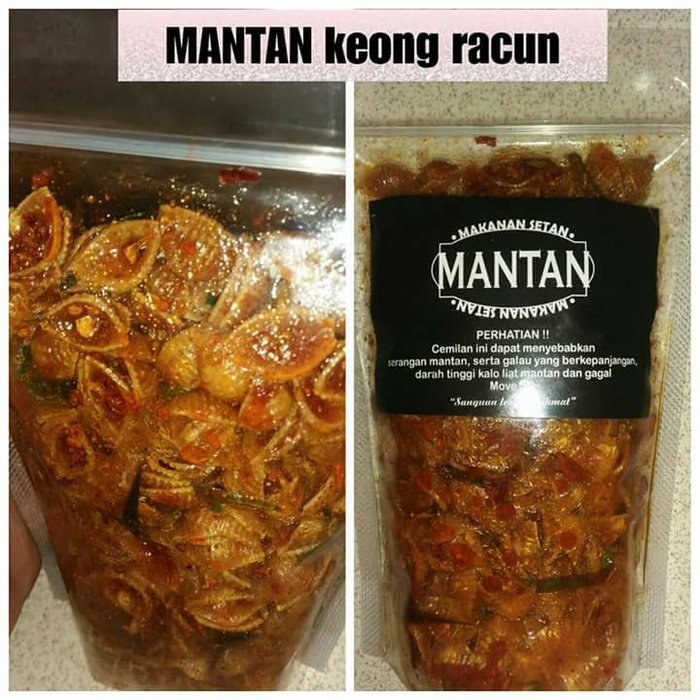 MANTAN keong racun
• MAKANAN SETAN •
MANTAN
• MAKANAN SETAN •
PERHATIAN !!
Cemilan ini dapat menyebabkan
serangan mantan, serta galau yang berkepanjangan,
darah tinggi kalo liat mantan dan gagal
Move
"Sanguan